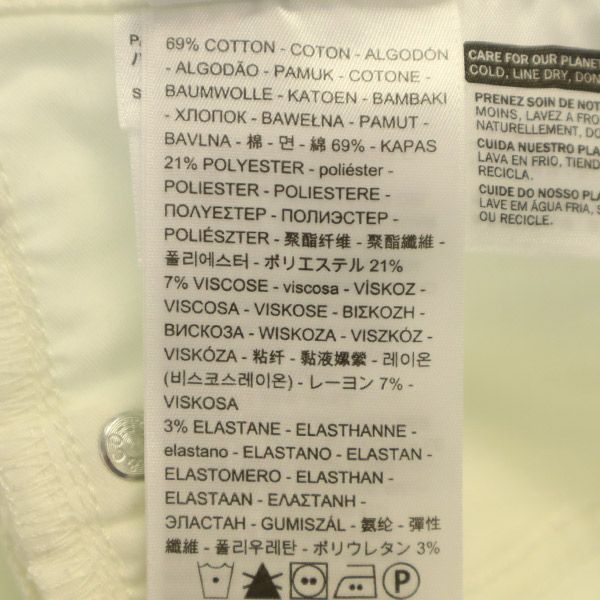 69% COTTON - COTON - ALGODÓN
- ALGODÃO - PAMUK - COTONE -
BAUMWOLLE - KATOEN - BAMBAKI
- ХЛОПОК - BAWEŁNA - PAMUT -
BAVLNA - 棉 - 면 - 綿 69% - KAPAS
21% POLYESTER - poliéster -
POLIESTER - POLIESTERE -
ΠΟΛΥΕΣΤΕΡ - ПОЛИЭСТЕР -
POLIÉSZTER - 聚酯纤维 - 聚酯纖維 -
폴리에스터 - ポリエステル 21%
7% VISCOSE - viscosa - VÍSKOZ -
VISCOSA - VISKOSE - ΒΙΣΚΟΖΗ -
ВИСКОЗА - WISKOZA - VISZKÓZ -
VISKÓZA - 粘纤 - 黏液嫘縈 - 레이온
(비스코스레이온) - レーヨン 7% -
VISKOSA
3% ELASTANE - ELASTHANNE -
elastano - ELASTANO - ELASTAN -
ELASTOMERO - ELASTHAN -
ELASTAAN - ΕΛΑΣΤΑΝΗ -
ЭЛАСТАН - GUMISZÁL - 氨纶 - 彈性
纖維 - 폴리우레탄 - ポリウレタン 3%
P
CARE FOR OUR PLANET
COLD, LINE DRY, DON
PRENEZ SOIN DE NOT
MOINS, LAVEZ A FRO
NATURELLEMENT, DO
CUIDA NUESTRO PLA
LAVA EN FRIO, TIEND
RECICLA.
CUIDE DO NOSSO PLA
LAVE EM ÁGUA FRIA, S
OU RECICLE.